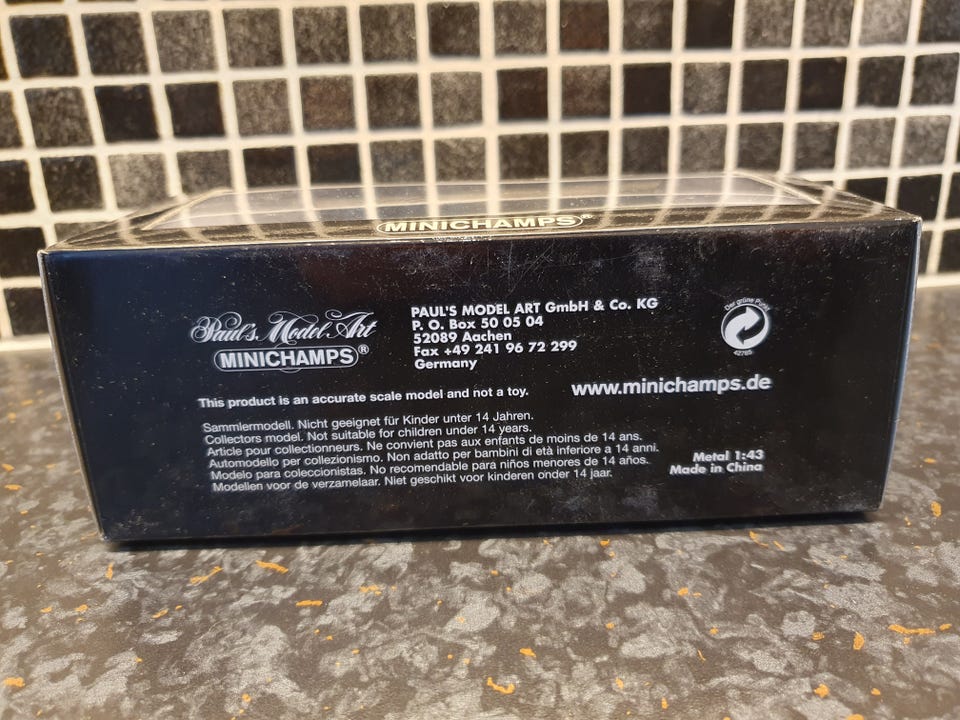 MINICHAMPS®
Paul's Model Art
MINICHAMPS®
PAUL'S MODEL ART GmbH & Co. KG
P. O. Box 50 05 04
52089 Aachen
Fax +49 241 96 72 299
Germany
Der grüne Punkt
42765
This product is an accurate scale model and not a toy.
www.minichamps.de
Sammlermodell. Nicht geeignet für Kinder unter 14 Jahren.
Collectors model. Not suitable for children under 14 years.
Article pour collectionneurs. Ne convient pas aux enfants de moins de 14 ans.
Automodello per collezionismo. Non adatto per bambini di età inferiore a 14 anni.
Modelo para coleccionistas. No recomendable para niños menores de 14 años.
Modellen voor de verzamelaar. Niet geschikt voor kinderen onder 14 jaar.
Metal 1:43
Made in China